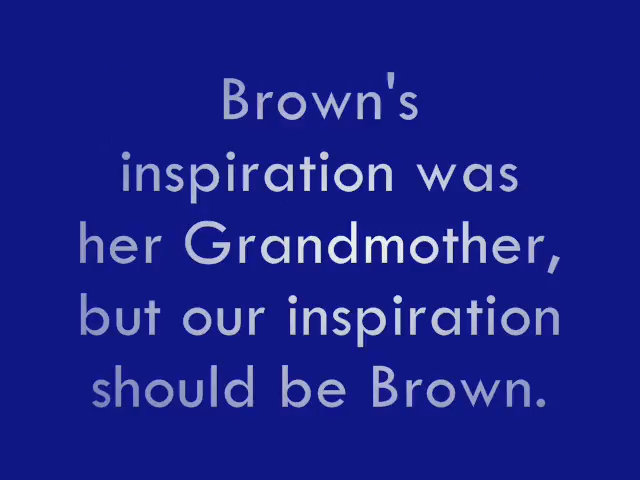 Brown's
inspiration was
her Grandmother,
but our inspiration
should be Brown.